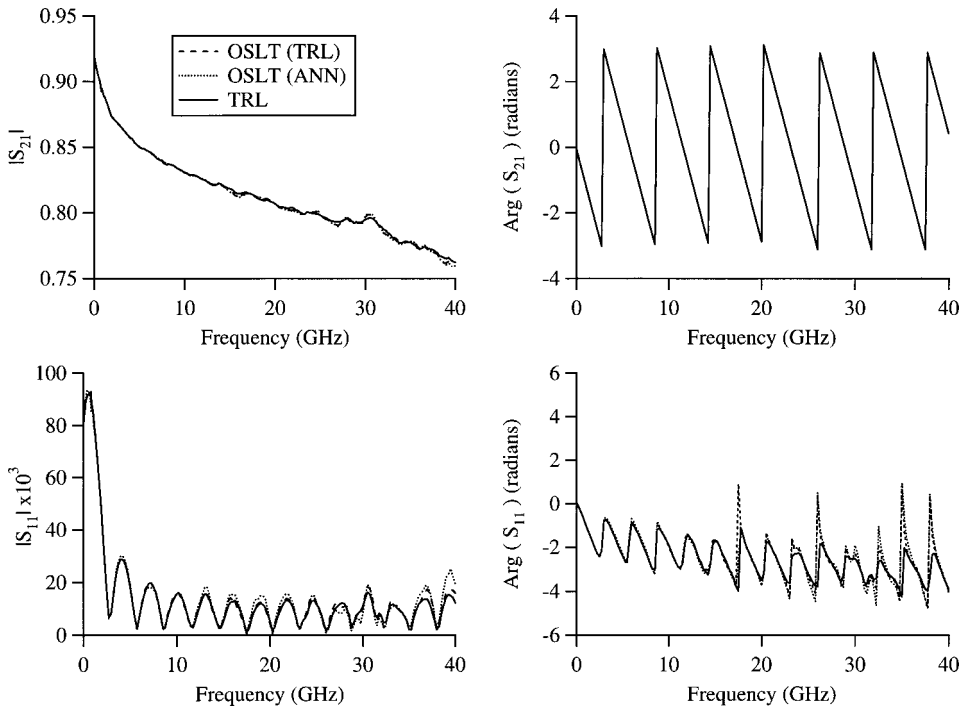 0.95
0.90
0.85
0.80
0.75
|S21|
OSLT (TRL)
OSLT (ANN)
TRL
0 10 20 30 40
Frequency (GHz)
4
2
0
-2
-4
Arg ( S21 ) (radians)
0 10 20 30 40
Frequency (GHz)
100
80
60
40
20
0
|S11| x10³
0 10 20 30 40
Frequency (GHz)
6
4
2
0
-2
-4
-6
Arg ( S11 ) (radians)
0 10 20 30 40
Frequency (GHz)